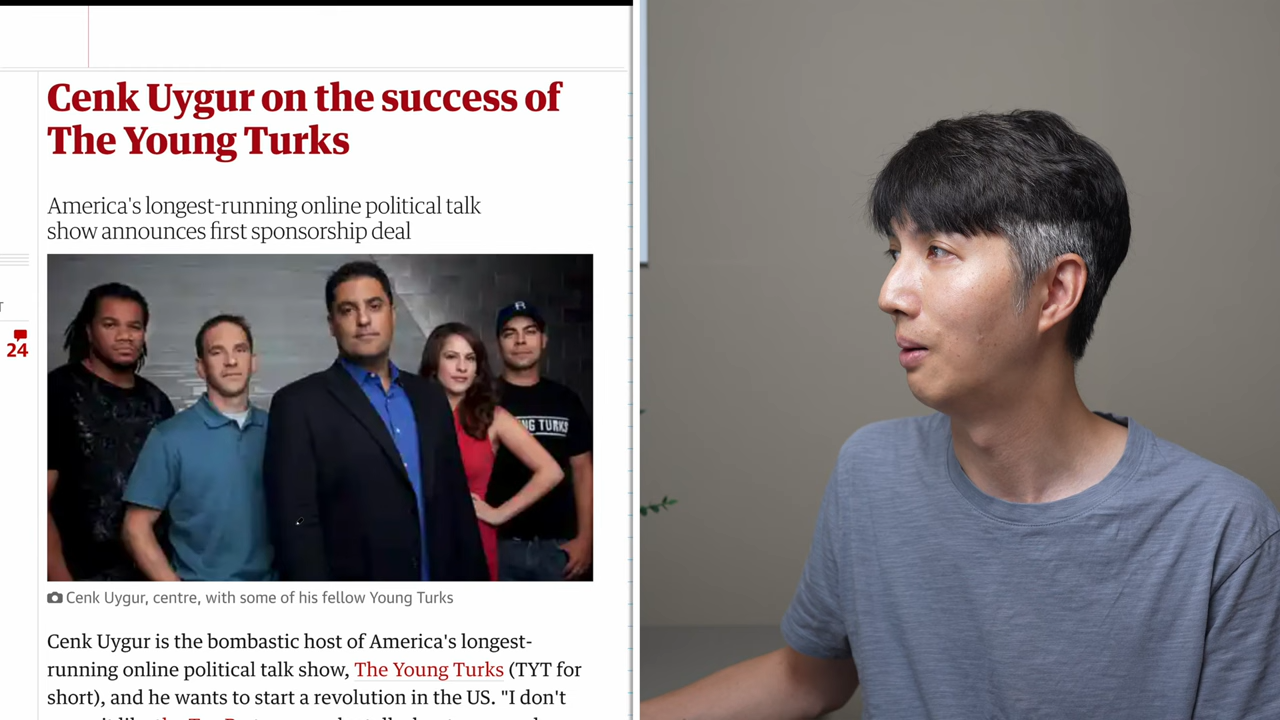 Cenk Uygur on the success of
The Young Turks
America's longest-running online political talk
show announces first sponsorship deal
T
24
NG TURKS
Cenk Uygur, centre, with some of his fellow Young Turks
Cenk Uygur is the bombastic host of America's longest-
running online political talk show, The Young Turks (TYT for
short), and he wants to start a revolution in the US. "I don't